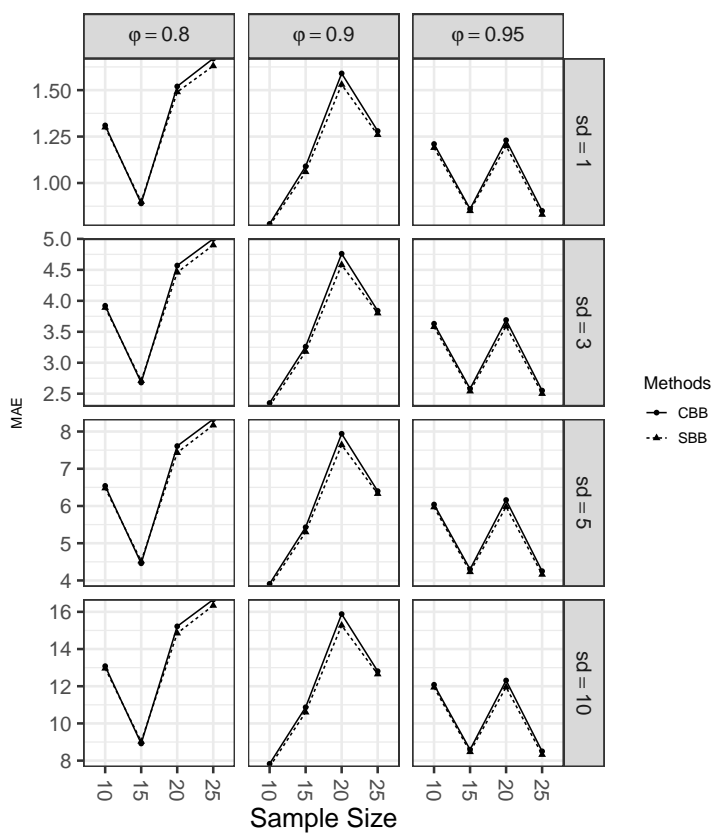 φ = 0.8
φ = 0.9
φ = 0.95
1.50
1.25
1.00
sd = 1
5.0
4.5
4.0
3.5
3.0
2.5
sd = 3
8
7
6
5
4
sd = 5
16
14
12
10
8
sd = 10
MAE
10 15 20 25
10 15 20 25
10 15 20 25
Sample Size
Methods
CBB
SBB